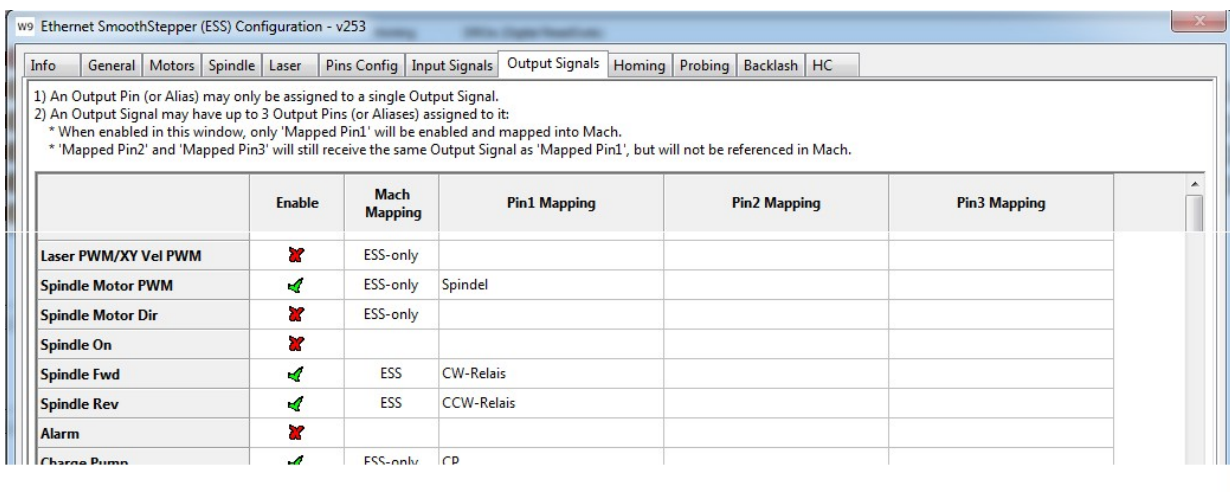 W9 Ethernet SmoothStepper (ESS) Configuration - v253
Info General Motors Spindle Laser Pins Config Input Signals Output Signals Homing Probing Backlash HC
1) An Output Pin (or Alias) may only be assigned to a single Output Signal.
2) An Output Signal may have up to 3 Output Pins (or Aliases) assigned to it:
* When enabled in this window, only 'Mapped Pin1' will be enabled and mapped into Mach.
* 'Mapped Pin2' and 'Mapped Pin3' will still receive the same Output Signal as 'Mapped Pin1', but will not be referenced in Mach.
Enable Mach Mapping Pin1 Mapping Pin2 Mapping Pin3 Mapping
Laser PWM/XY Vel PWM ESS-only
Spindle Motor PWM ESS-only Spindel
Spindle Motor Dir ESS-only
Spindle On
Spindle Fwd ESS CW-Relais
Spindle Rev ESS CCW-Relais
Alarm
Charge Pump ESS-only CP